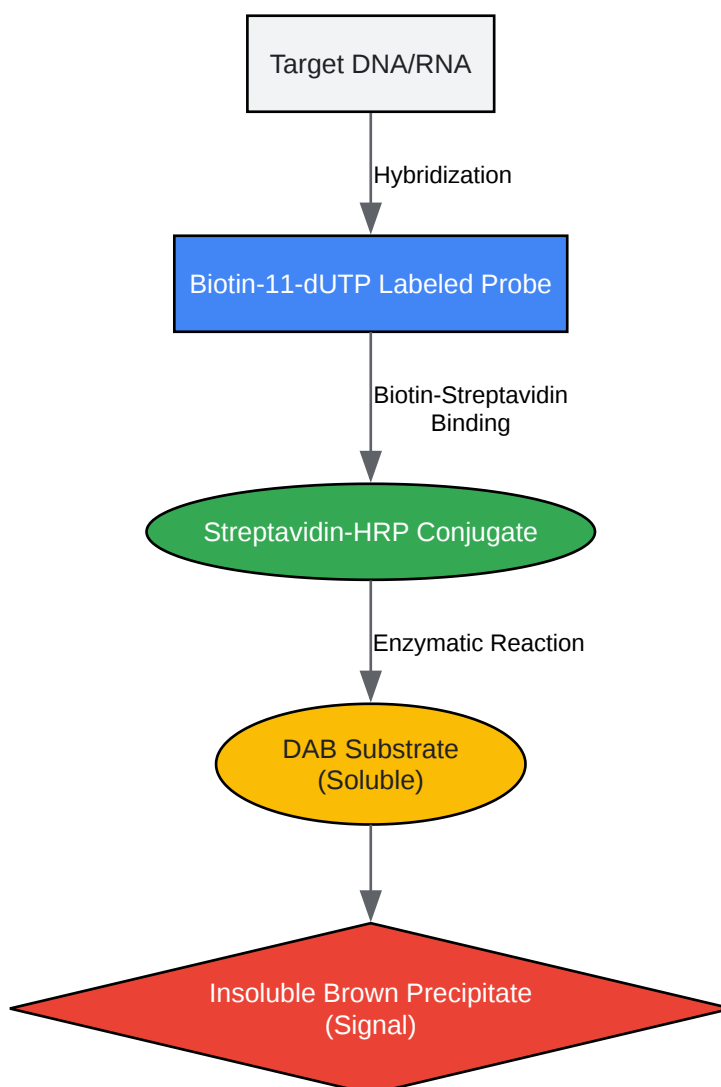 Target DNA/RNA
Hybridization
Biotin-11-dUTP Labeled Probe
Biotin-Streptavidin
Binding
Streptavidin-HRP Conjugate
Enzymatic Reaction
DAB Substrate
(Soluble)
Insoluble Brown Precipitate
(Signal)